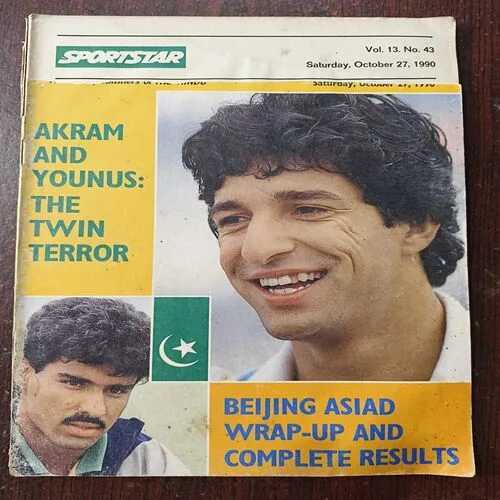 SPORTSTAR
Vol. 13. No. 43
Saturday, October 27, 1990
Saturday, October 27, 1990
AKRAM
AND
YOUNUS:
THE
TWIN
TERROR
BEIJING ASIAD
WRAP-UP AND
COMPLETE RESULTS